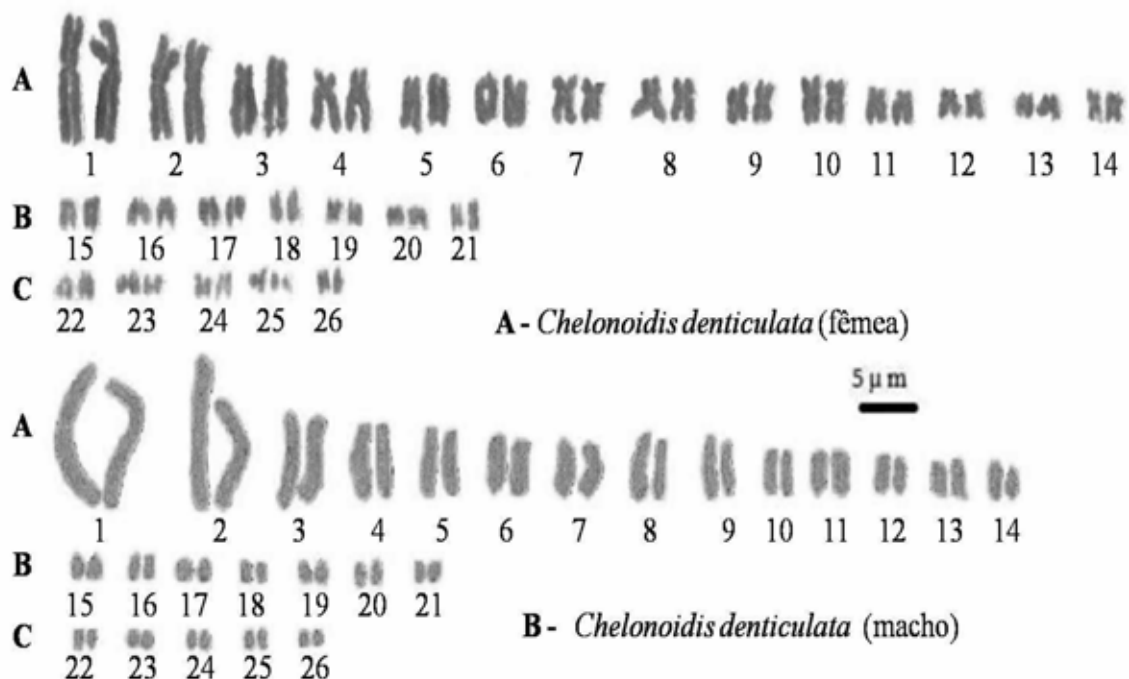 A
1 2 3 4 5 6 7 8 9 10 11 12 13 14
B
15 16 17 18 19 20 21
C
22 23 24 25 26
A - Chelonoidis denticulata (fêmea)
5 µm
A
1 2 3 4 5 6 7 8 9 10 11 12 13 14
B
15 16 17 18 19 20 21
B - Chelonoidis denticulata (macho)
C
22 23 24 25 26